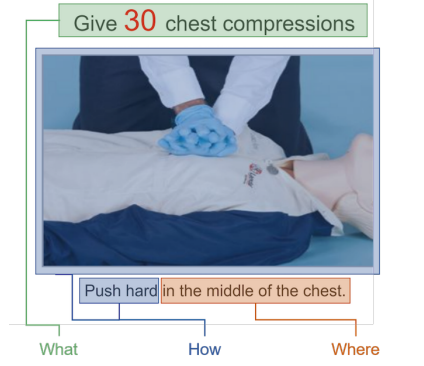 Give 30 chest compressions
Push hard in the middle of the chest.
What How Where